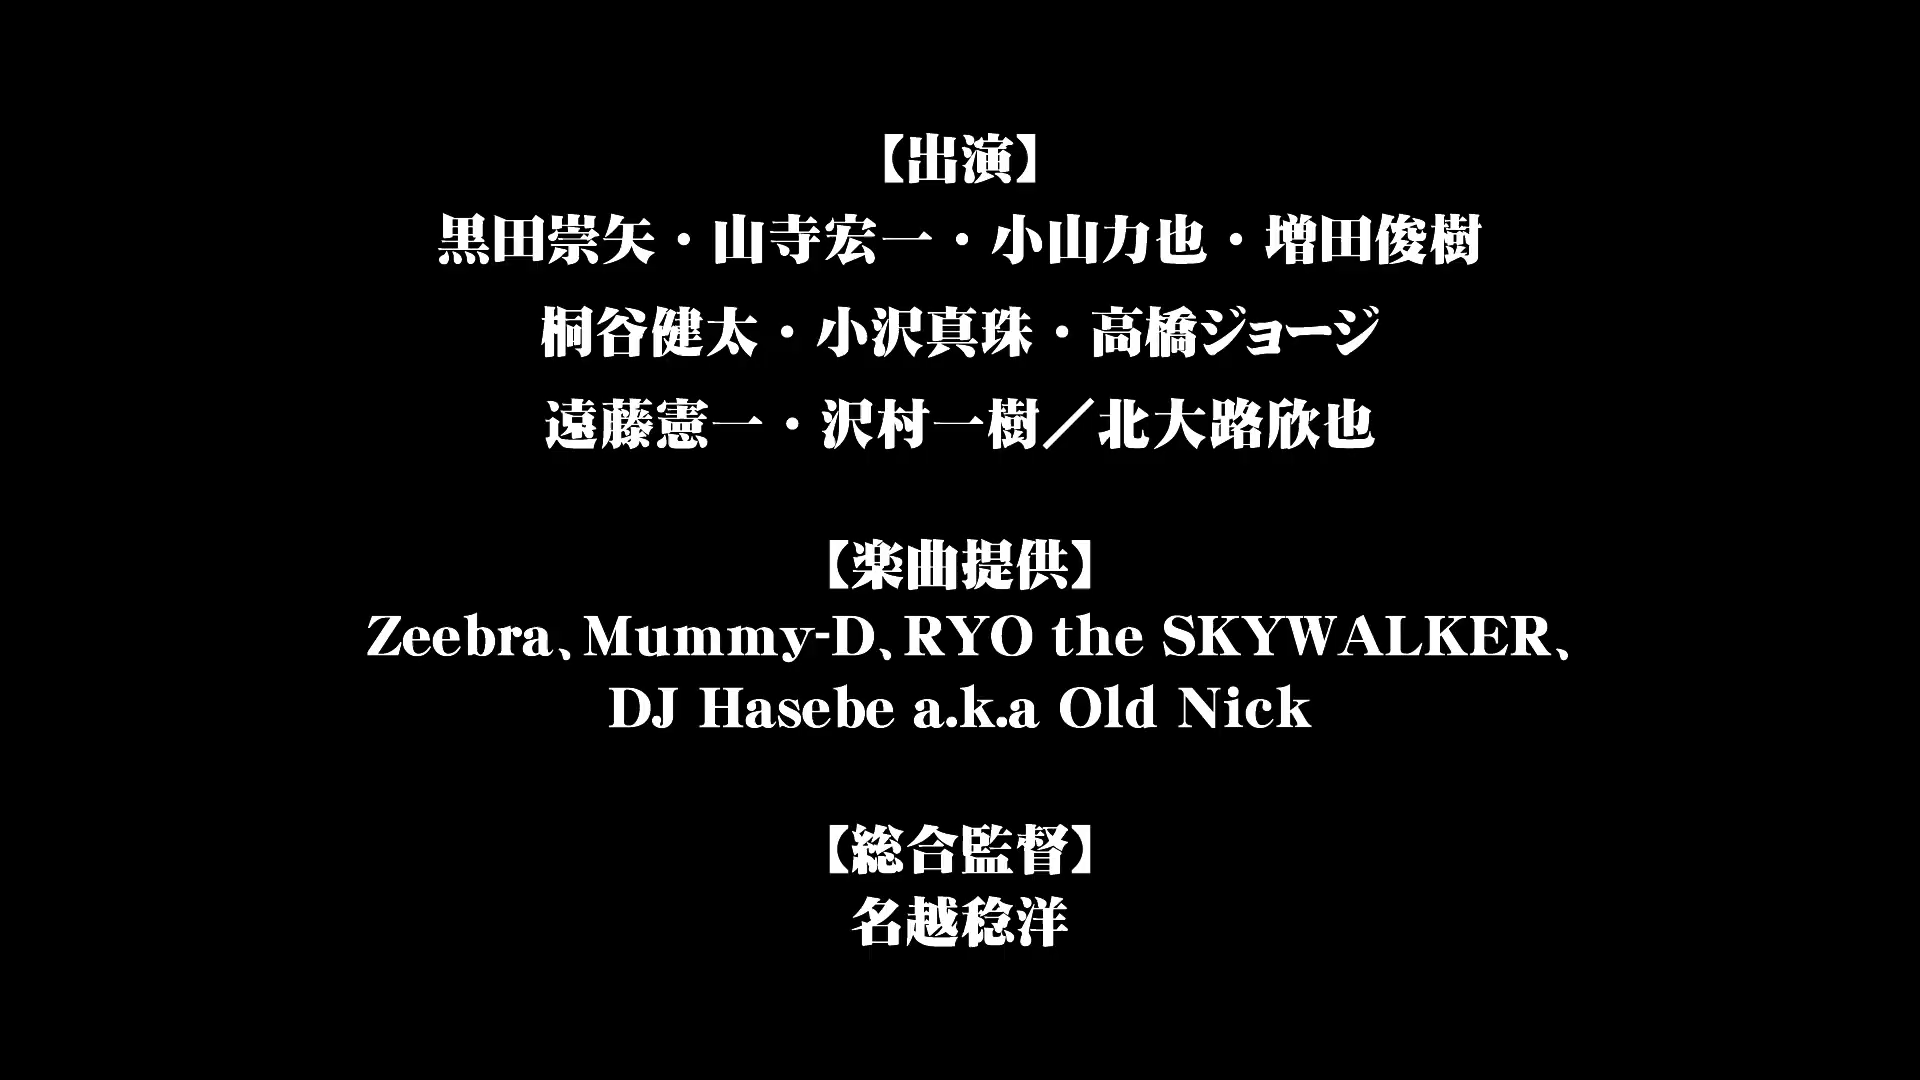 【出演】
黒田崇矢・山寺宏一・小山力也・増田俊樹
桐谷健太・小沢真珠・高橋ジョージ
遠藤憲一・沢村一樹／北大路欣也
【楽曲提供】
Zeebra、Mummy-D、RYO the SKYWALKER、
DJ Hasebe a.k.a Old Nick
【総合監督】
名越稔洋